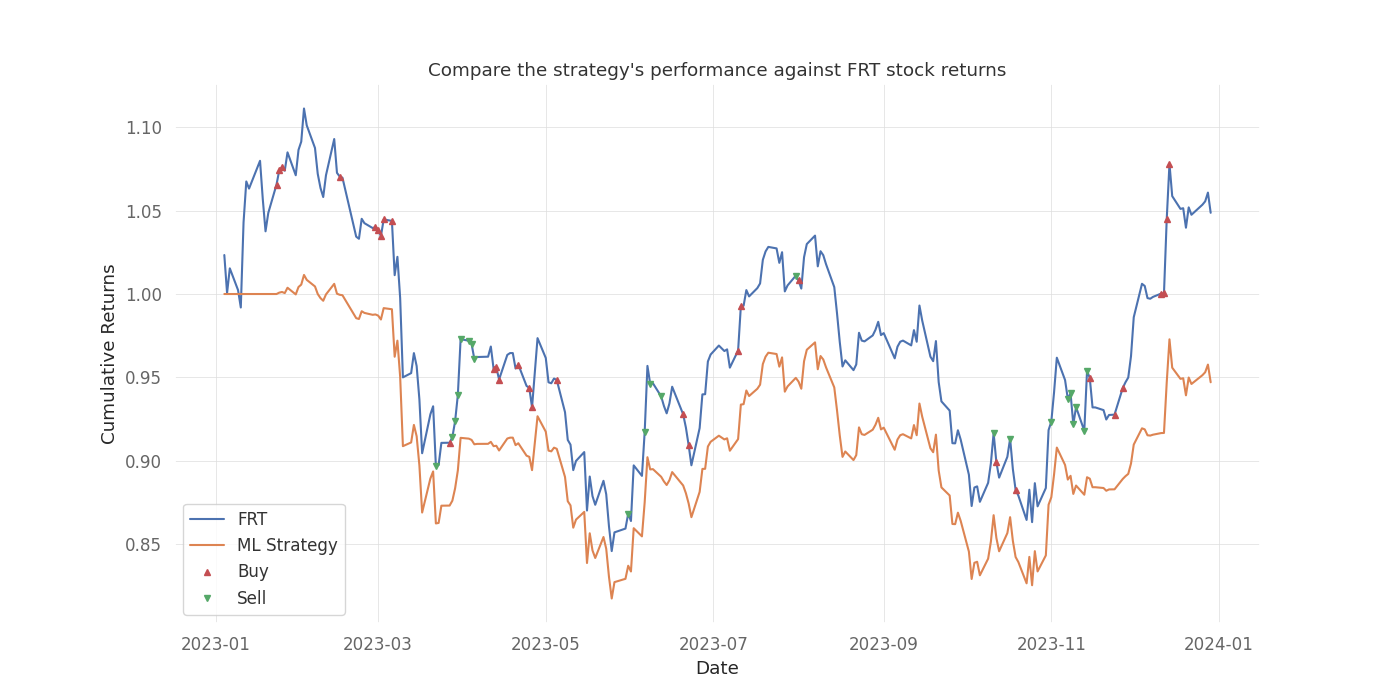 Compare the strategy's performance against FRT stock returns
Cumulative Returns
1.10
1.05
1.00
0.95
0.90
0.85
FRT
ML Strategy
Buy
Sell
2023-01
2023-03
2023-05
2023-07
2023-09
2023-11
2024-01
Date